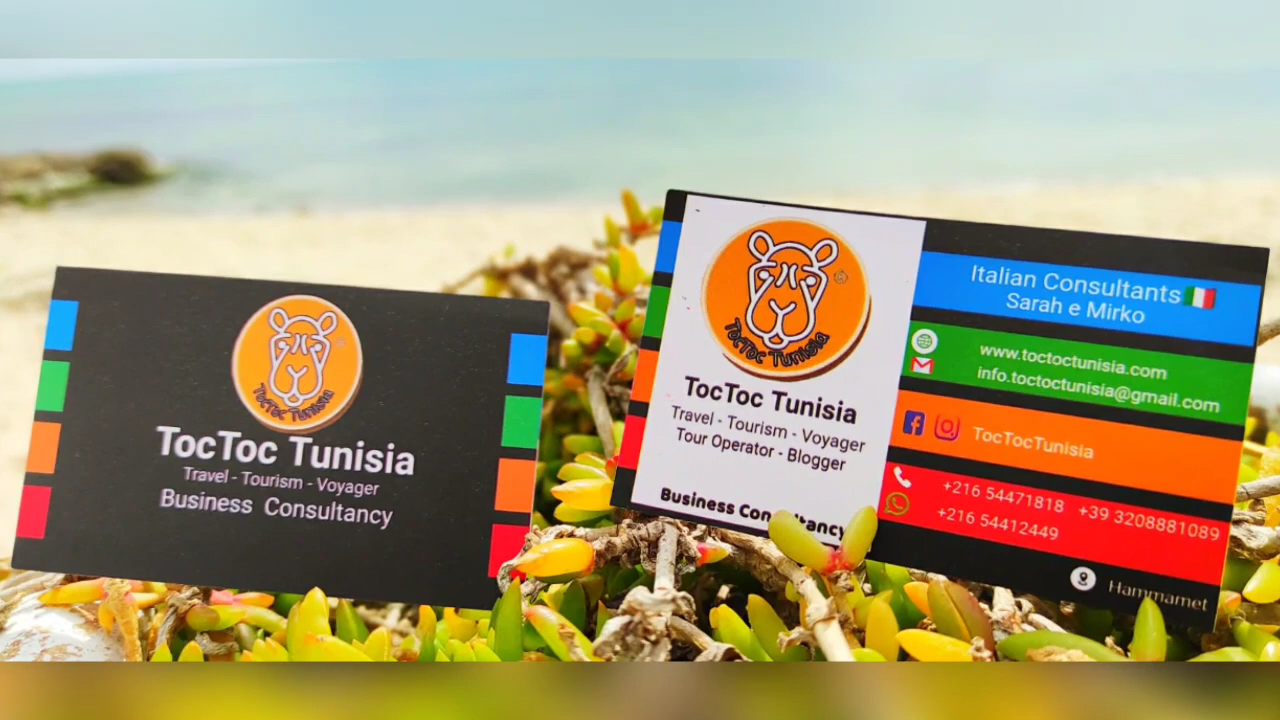 TocToc Tunisia
TocToc Tunisia
Travel - Tourism - Voyager
Business Consultancy
TocToc Tunisia
TocToc Tunisia
Travel - Tourism - Voyager
Tour Operator - Blogger
Business Consultancy
Italian Consultants
Sarah e Mirko
www.toctoctunisia.com
info.toctoctunisia@gmail.com
TocTocTunisia
+216 54471818 +39 3208881089
+216 54412449
Hammamet